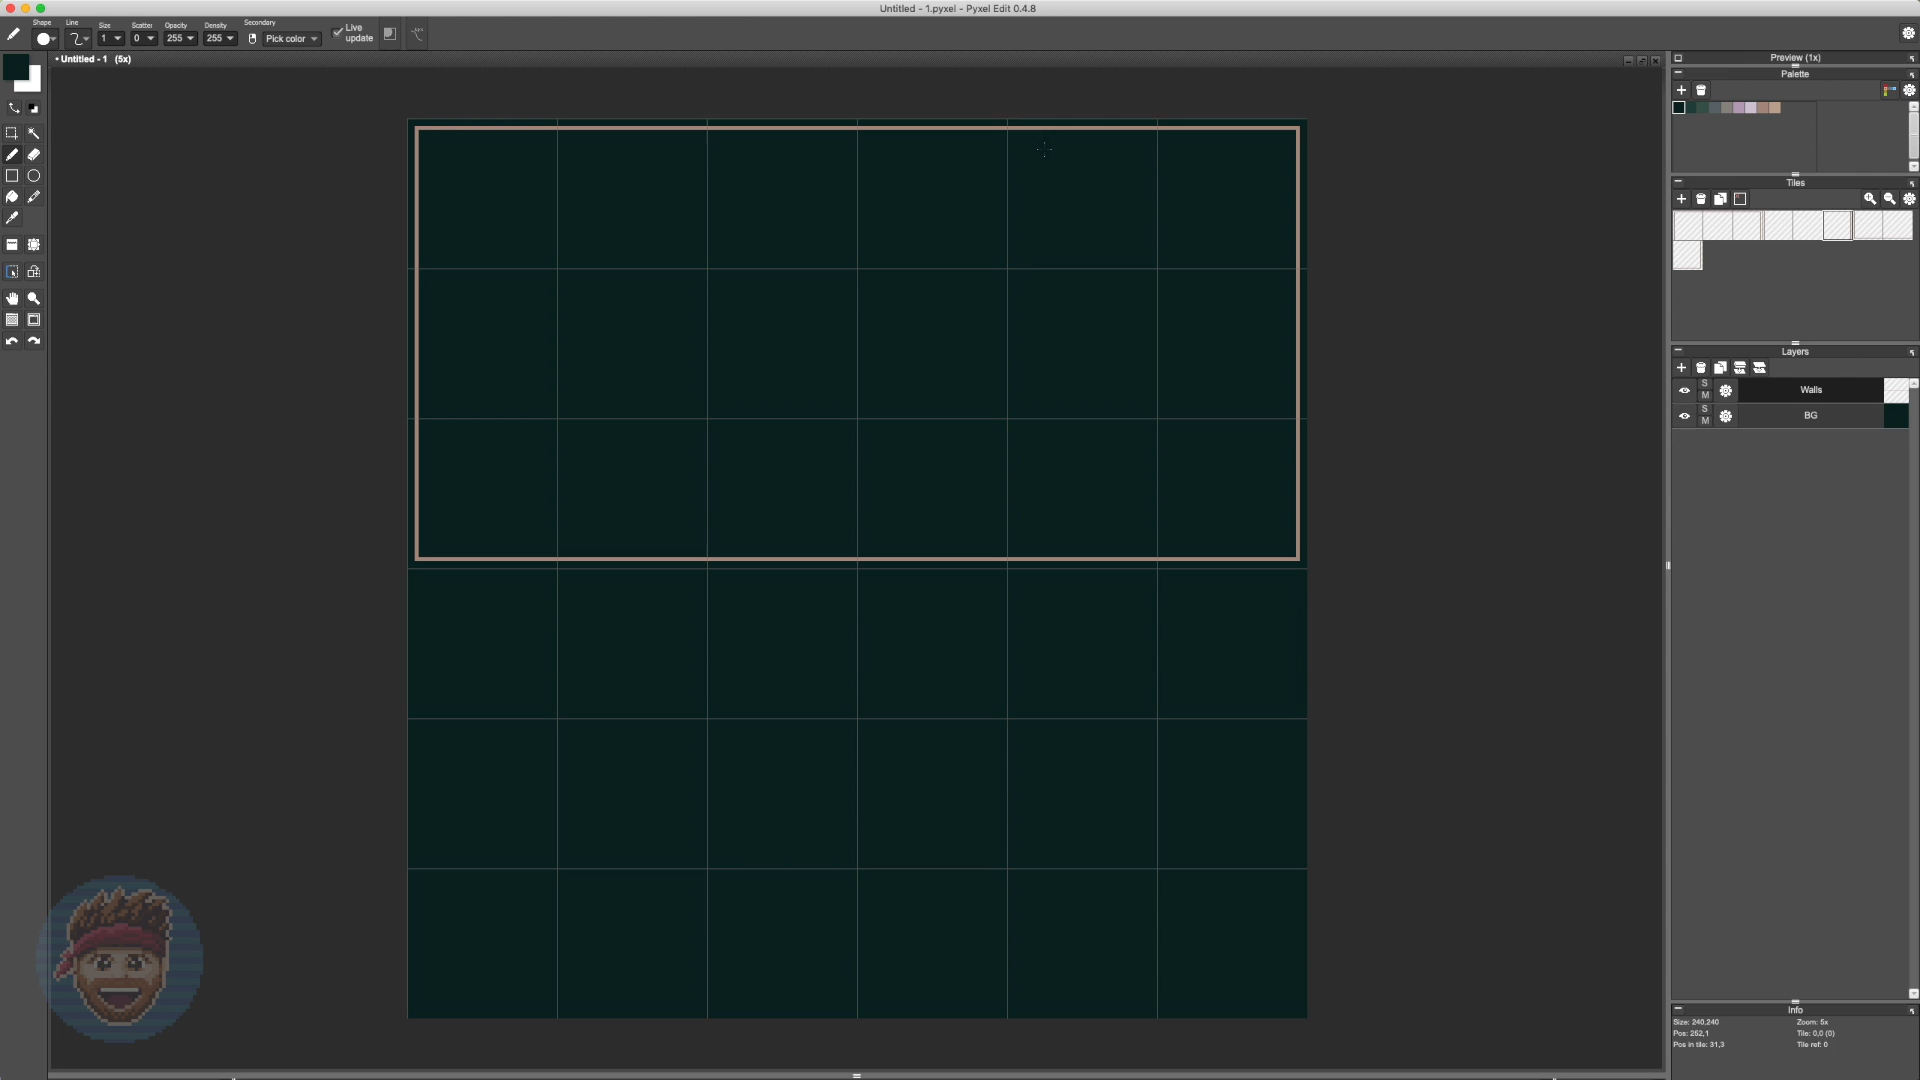 Untitled - 1.pyxel - Pyxel Edit 0.4.8
Shape Line Size Scatter Opacity Density Secondary
1 0 255 255 Pick color Live update
• Untitled - 1 (5x)
Preview (1x)
Palette
Tiles
Layers
S
M
Walls
S
M
BG
Info
Size: 240,240 Zoom: 5x
Pos: 252,1 Tile: 0,0 (0)
Pos in tile: 31,3 Tile ref: 0